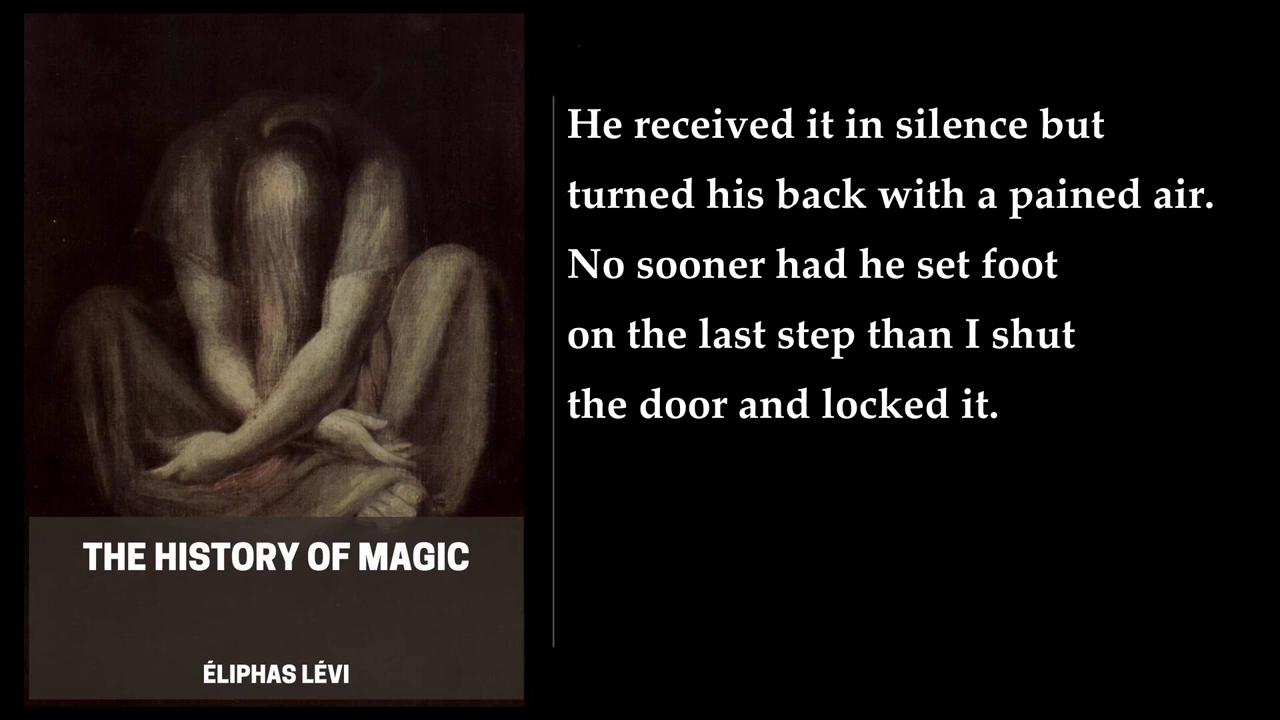 He received it in silence but
turned his back with a pained air.
No sooner had he set foot
on the last step than I shut
the door and locked it.
THE HISTORY OF MAGIC
ÉLIPHAS LÉVI